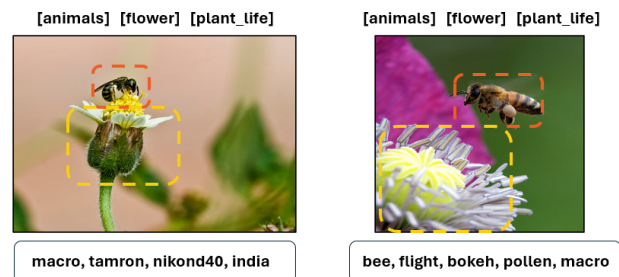 [animals] [flower] [plant_life]
[animals] [flower] [plant_life]
macro, tamron, nikond40, india
bee, flight, bokeh, pollen, macro